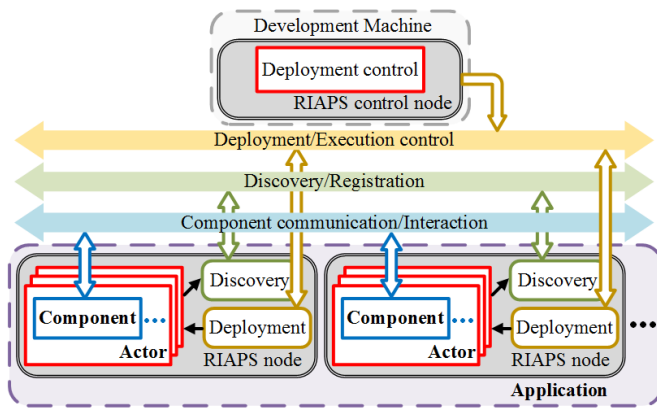 Development Machine
Deployment control
RIAPS control node
Deployment/Execution control
Discovery/Registration
Component communication/Interaction
Discovery
Component ...
Deployment
Actor
RIAPS node
Discovery
Component ...
Deployment
Actor
RIAPS node
...
Application